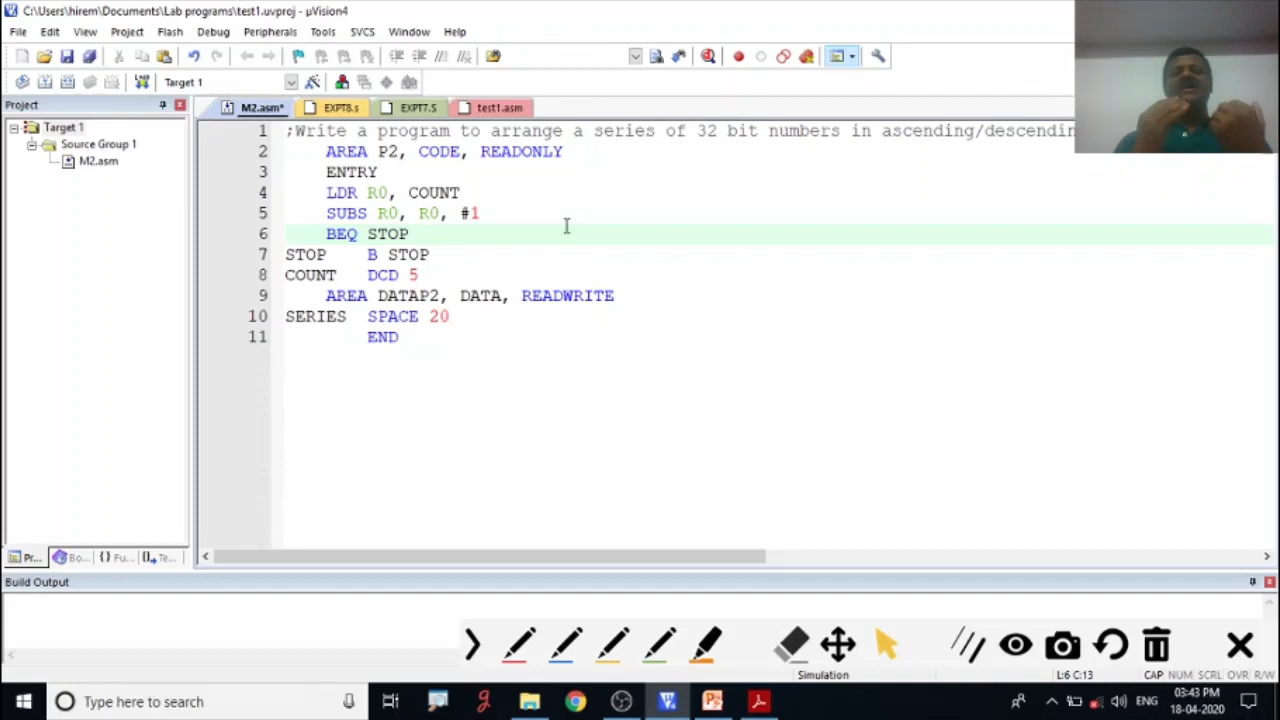 C:\Users\hirem\Documents\Lab programs\test1.uvproj - µVision4
File Edit View Project Flash Debug Peripherals Tools SVCS Window Help
Target 1
Project
M2.asm* EXPT8.s EXPT7.S test1.asm
Target 1
Source Group 1
M2.asm
1 ;Write a program to arrange a series of 32 bit numbers in ascending/descendin
2 AREA P2, CODE, READONLY
3 ENTRY
4 LDR R0, COUNT
5 SUBS R0, R0, #1
6 BEQ STOP
7 STOP B STOP
8 COUNT DCD 5
9 AREA DATAP2, DATA, READWRITE
10 SERIES SPACE 20
11 END
Pr... Bo... {} Fu... Te...
Build Output
Simulation L:6 C:13 CAP NUM SCRL OVR R/W
Type here to search
ENG
03:43 PM
18-04-2020